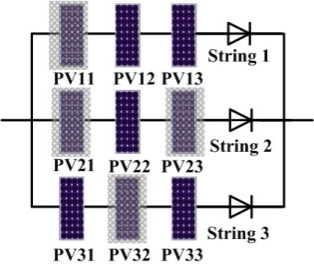 PV11 PV12 PV13 String 1
PV21 PV22 PV23 String 2
PV31 PV32 PV33 String 3